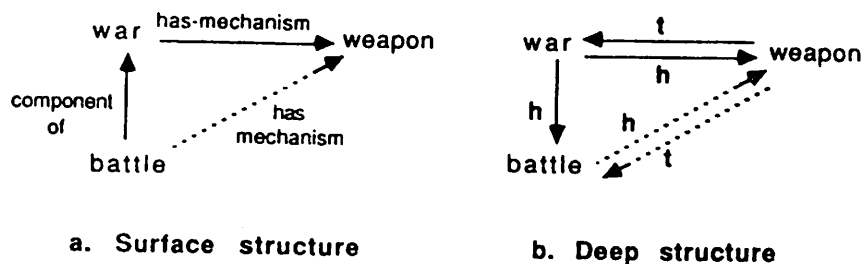 war
has-mechanism
weapon
component
of
has
mechanism
battle
a. Surface structure
war
t
h
weapon
h
h
t
battle
b. Deep structure